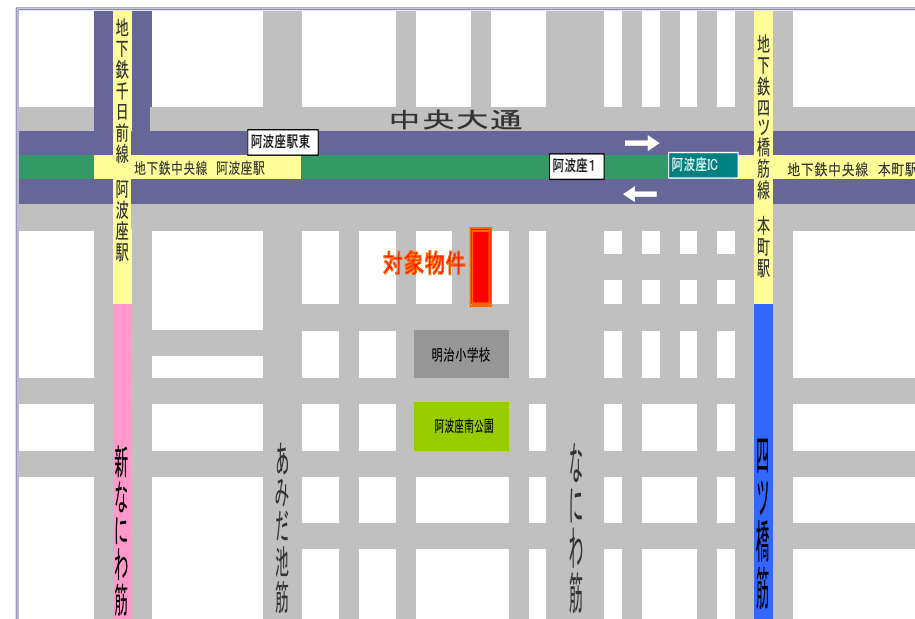 地下鉄千日前線 阿波座駅
地下鉄四ツ橋筋線 本町駅
中央大通
阿波座駅東
地下鉄中央線 阿波座駅
阿波座1
阿波座IC
地下鉄中央線 本町駅
対象物件
明治小学校
阿波座南公園
新なにわ筋
あみだ池筋
なにわ筋
四ツ橋筋